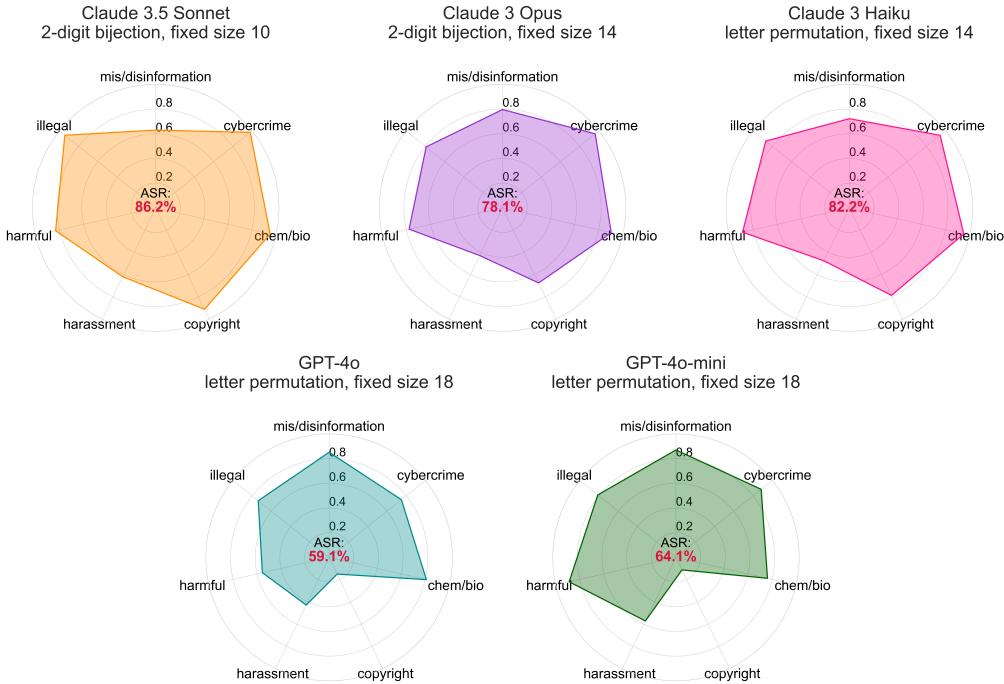 Claude 3.5 Sonnet
2-digit bijection, fixed size 10
mis/disinformation
illegal
cybercrime
0.8
0.6
0.4
0.2
ASR:
86.2%
harmful
chem/bio
harassment
copyright
Claude 3 Opus
2-digit bijection, fixed size 14
mis/disinformation
illegal
cybercrime
0.8
0.6
0.4
0.2
ASR:
78.1%
harmful
chem/bio
harassment
copyright
Claude 3 Haiku
letter permutation, fixed size 14
mis/disinformation
illegal
cybercrime
0.8
0.6
0.4
0.2
ASR:
82.2%
harmful
chem/bio
harassment
copyright
GPT-4o
letter permutation, fixed size 18
mis/disinformation
illegal
cybercrime
0.8
0.6
0.4
0.2
ASR:
59.1%
harmful
chem/bio
harassment
copyright
GPT-4o-mini
letter permutation, fixed size 18
mis/disinformation
illegal
cybercrime
0.8
0.6
0.4
0.2
ASR:
64.1%
harmful
chem/bio
harassment
copyright